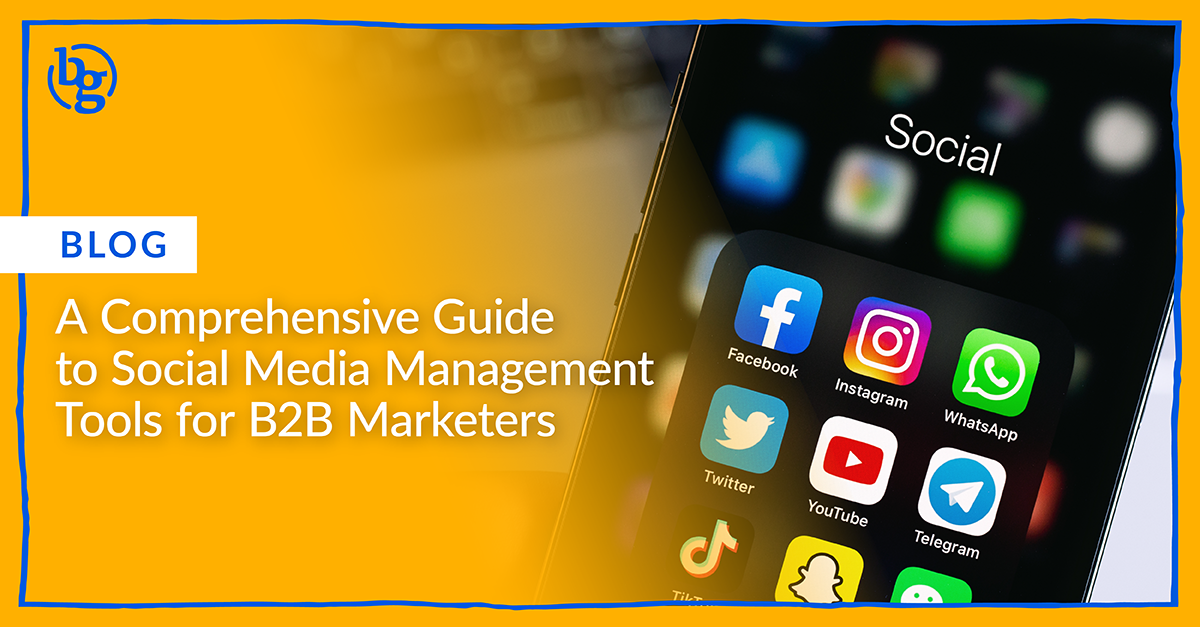 bg
BLOG
A Comprehensive Guide
to Social Media Management
Tools for B2B Marketers
Social
Facebook
Instagram
WhatsApp
Twitter
YouTube
Telegram